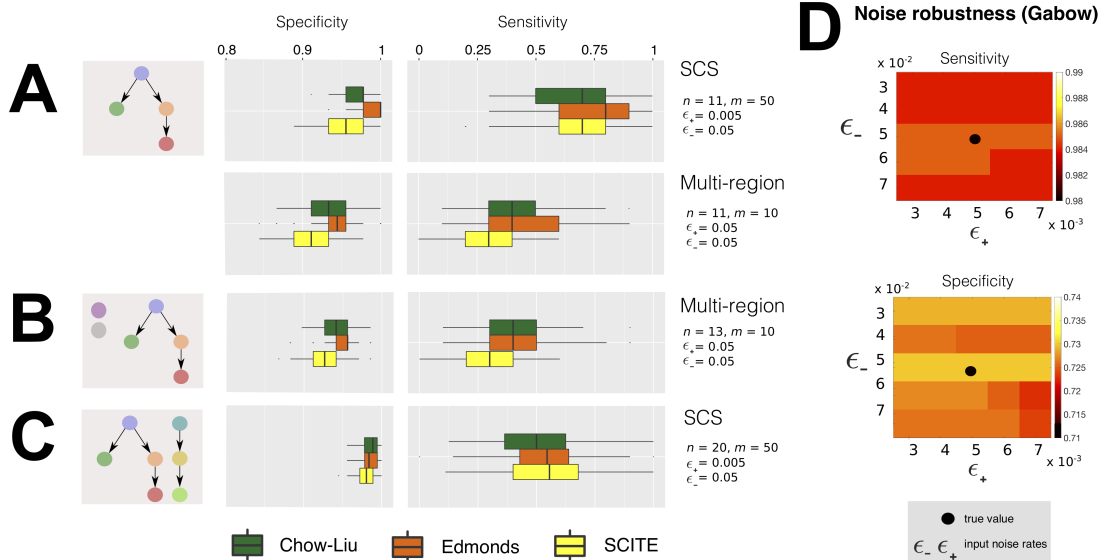 Specificity
Sensitivity
0.8 0.9 1
0 0.25 0.5 0.75 1
A
SCS
n = 11, m = 50
ϵ+ = 0.005
ϵ− = 0.05
Multi-region
n = 11, m = 10
ϵ+ = 0.05
ϵ− = 0.05
B
Multi-region
n = 13, m = 10
ϵ+ = 0.05
ϵ− = 0.05
C
SCS
n = 20, m = 50
ϵ+ = 0.005
ϵ− = 0.05
Chow-Liu Edmonds SCITE
D
Noise robustness (Gabow)
x 10⁻² Sensitivity
3
4
5
6
7
ϵ−
3 4 5 6 7
x 10⁻³
ϵ+
0.99
0.988
0.986
0.984
0.982
0.98
Specificity
x 10⁻²
3
4
5
6
7
ϵ−
3 4 5 6 7
x 10⁻³
ϵ+
0.74
0.735
0.73
0.725
0.72
0.715
0.71
true value
ϵ− ϵ+ input noise rates